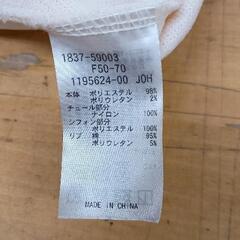 1837-59003
F50-70
1195624-00 JOH
本体 ポリエステル 98%
ポリウレタン 2%
チュール部分
ナイロン 100%
シフォン部分
ポリエステル 100%
リブ 綿 95%
ポリウレタン 5%
MADE IN CHINA